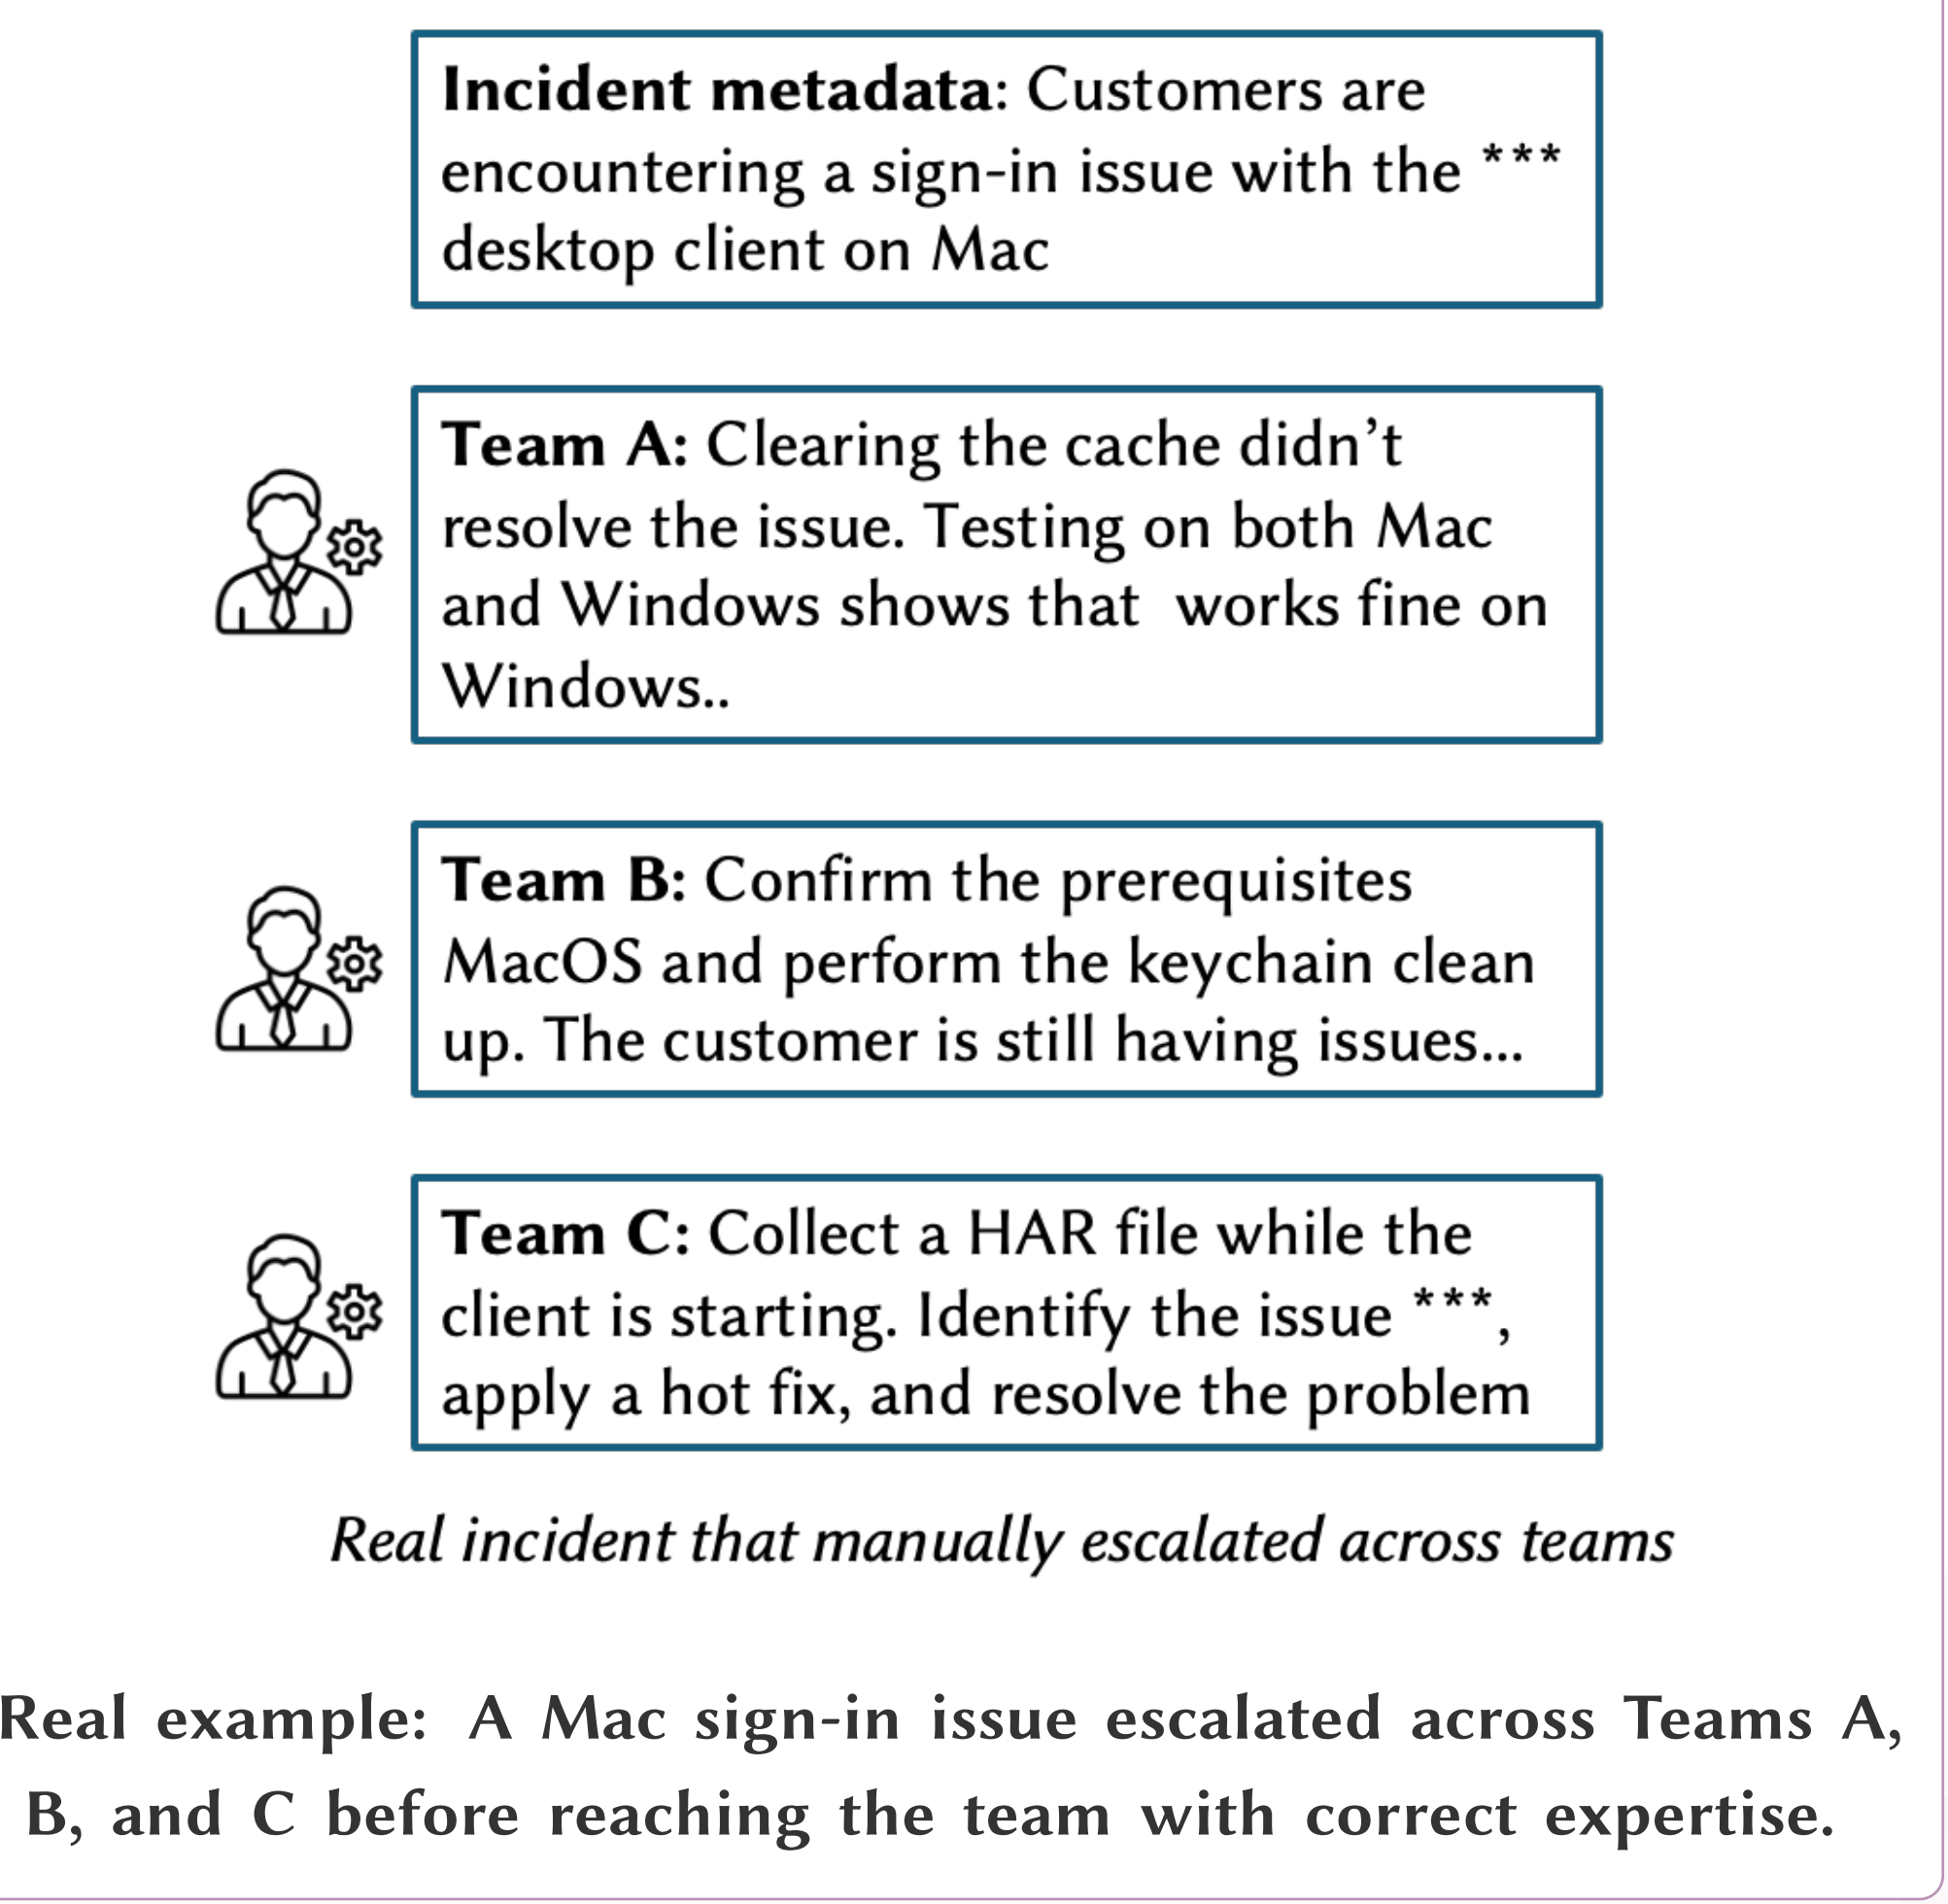 Incident metadata: Customers are
encountering a sign-in issue with the ***
desktop client on Mac
Team A: Clearing the cache didn’t
resolve the issue. Testing on both Mac
and Windows shows that  works fine on
Windows..
Team B: Confirm the prerequisites
MacOS and perform the keychain clean
up. The customer is still having issues...
Team C: Collect a HAR file while the
client is starting. Identify the issue ***,
apply a hot fix, and resolve the problem
Real incident that manually escalated across teams
Real example: A Mac sign-in issue escalated across Teams A,
B, and C before reaching the team with correct expertise.